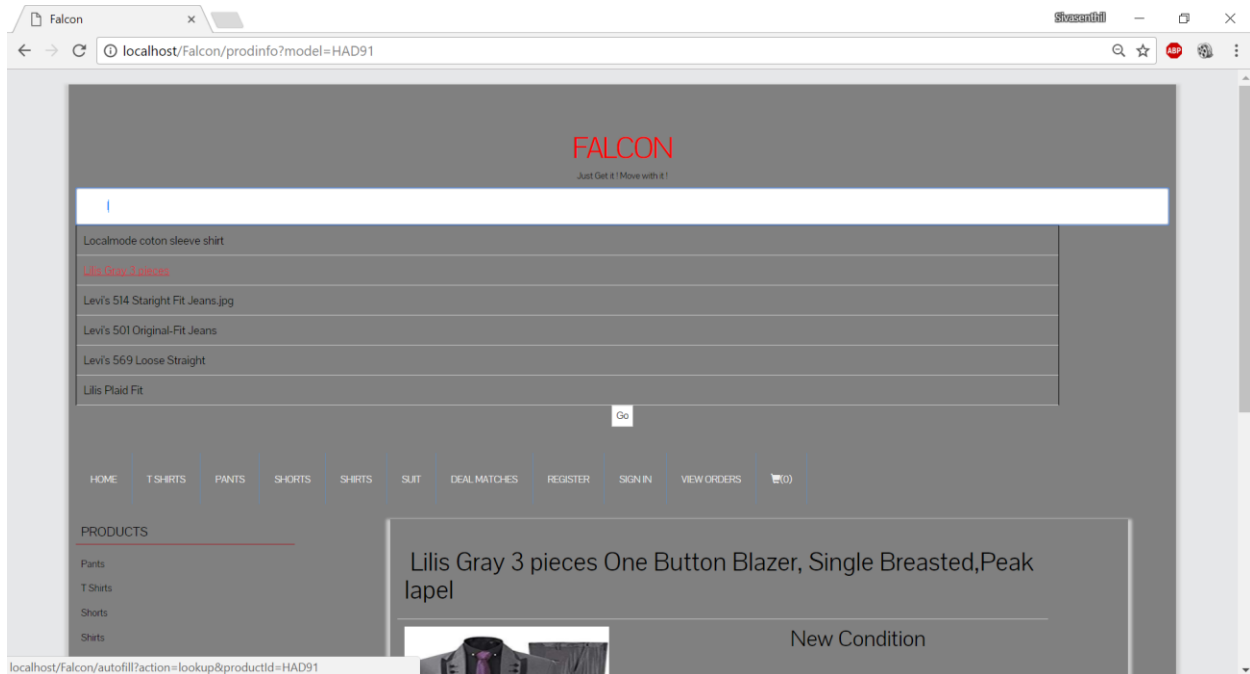 Falcon
Sivasenthil
localhost/Falcon/prodinfo?model=HAD91
ABP
FALCON
Just Get it ! Move with it !
l
Localmode coton sleeve shirt
Lilis Gray 3 pieces
Levi's 514 Staright Fit Jeans.jpg
Levi's 501 Original-Fit Jeans
Levi's 569 Loose Straight
Lilis Plaid Fit
Go
HOME T SHIRTS PANTS SHORTS SHIRTS SUIT DEAL MATCHES REGISTER SIGN IN VIEW ORDERS (0)
PRODUCTS
Pants
T Shirts
Shorts
Shirts
Lilis Gray 3 pieces One Button Blazer, Single Breasted,Peak
lapel
New Condition
localhost/Falcon/autofill?action=lookup&productId=HAD91